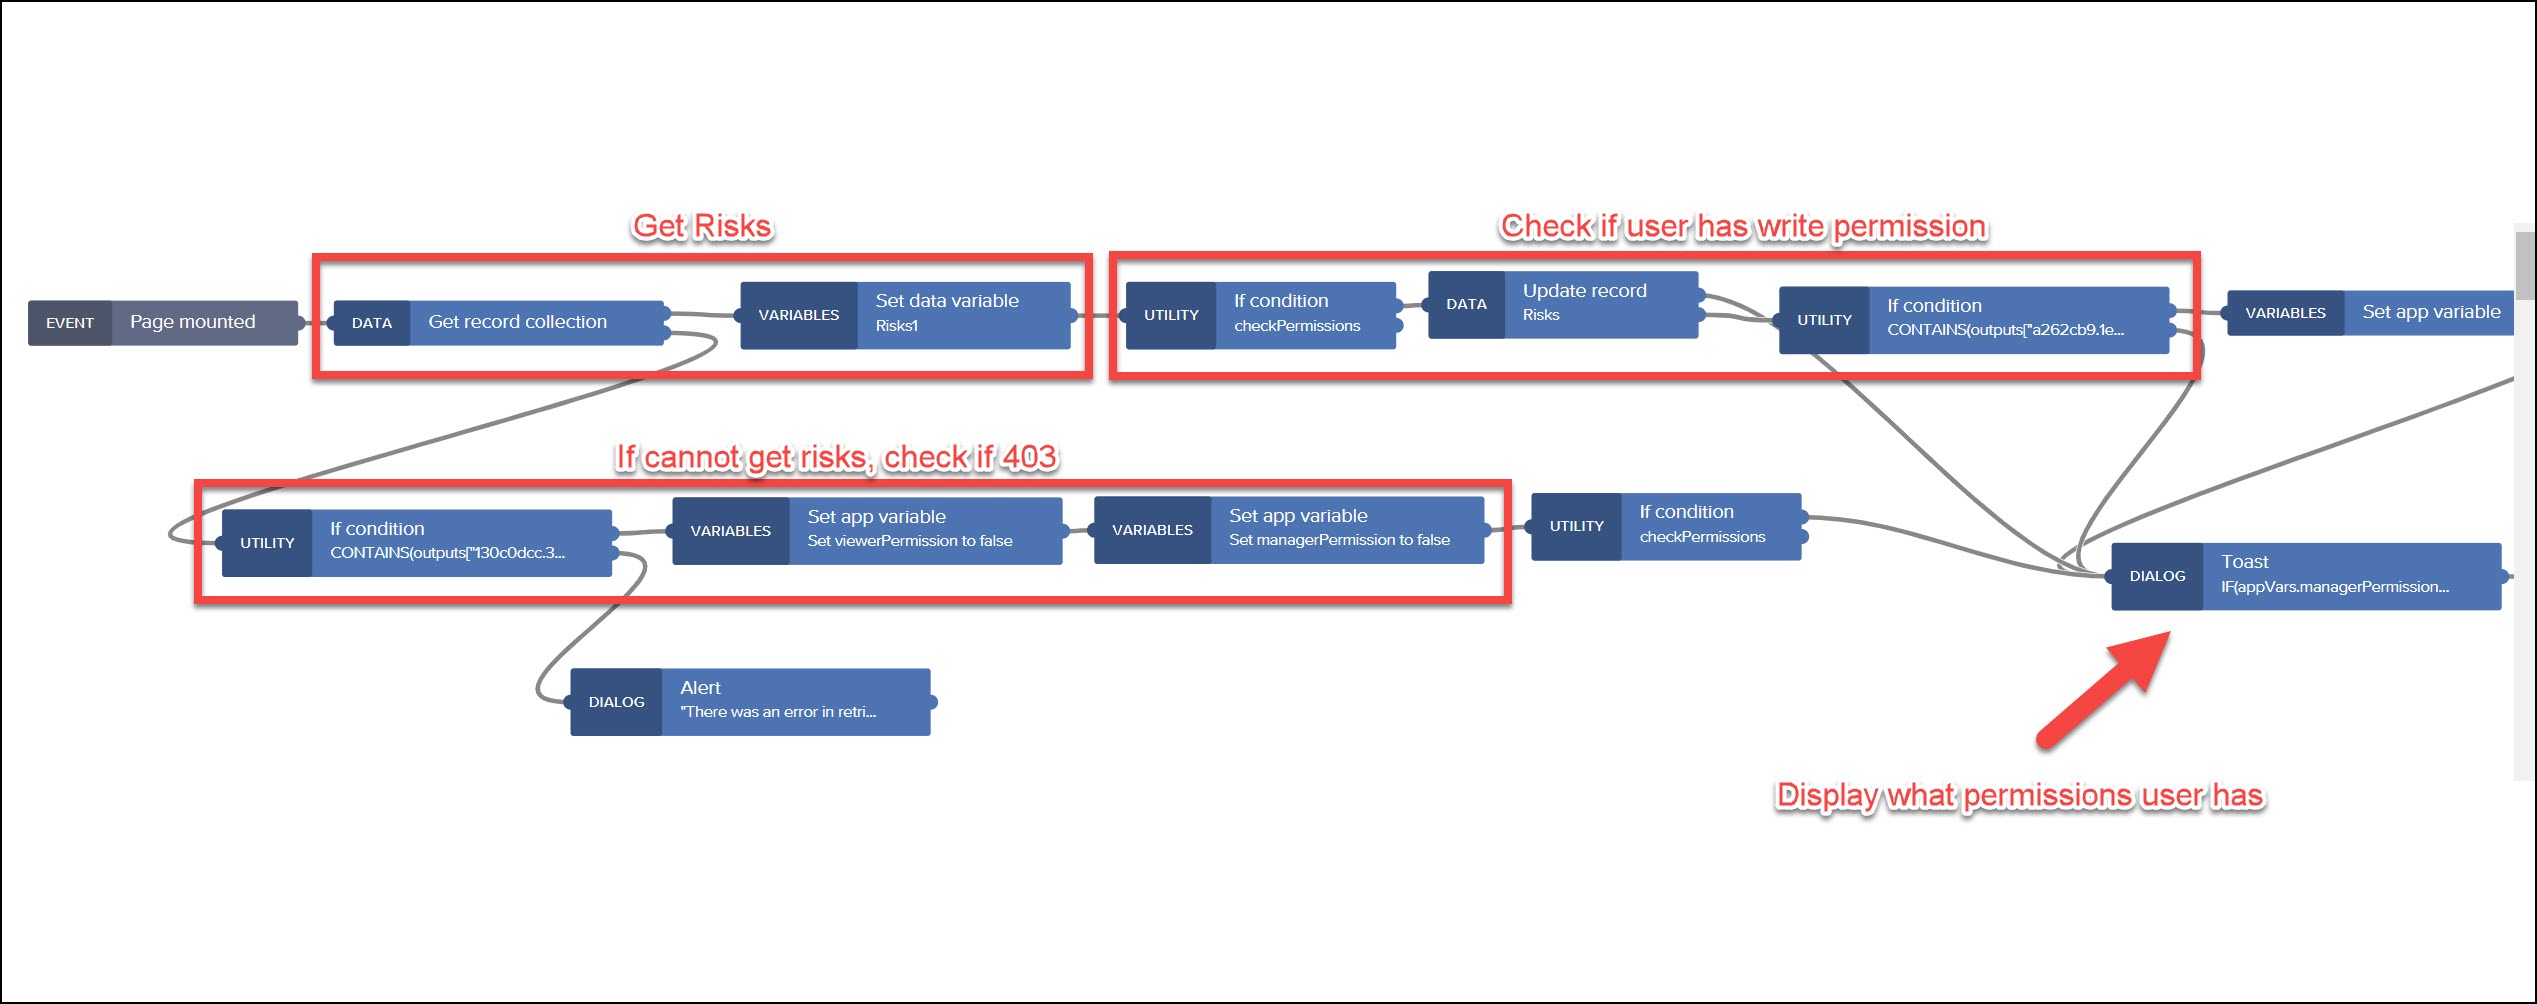 Get Risks
Check if user has write permission
EVENT
Page mounted
DATA
Get record collection
VARIABLES
Set data variable
Risks1
UTILITY
If condition
checkPermissions
DATA
Update record
Risks
UTILITY
If condition
CONTAINS(outputs["a262cb9.1e...
VARIABLES
Set app variable
If cannot get risks, check if 403
UTILITY
If condition
CONTAINS(outputs["130c0dcc.3...
VARIABLES
Set app variable
Set viewerPermission to false
VARIABLES
Set app variable
Set managerPermission to false
UTILITY
If condition
checkPermissions
DIALOG
Toast
IF(appVars.managerPermission...
DIALOG
Alert
"There was an error in retri...
Display what permissions user has